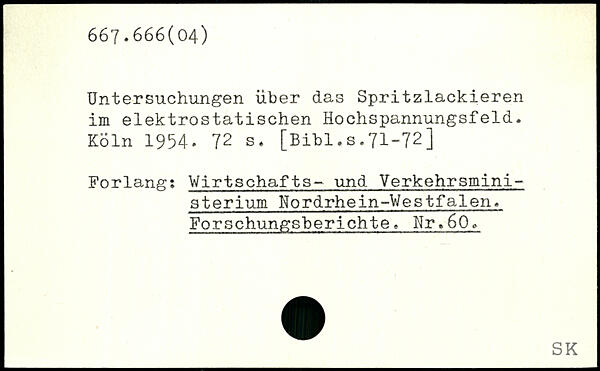 667.666(04)
Untersuchungen über das Spritzlackieren
im elektrostatischen Hochspannungsfeld.
Köln 1954. 72 s. [Bibl.s.71-72]
Forlang: Wirtschafts- und Verkehrsmini-
sterium Nordrhein-Westfalen.
Forschungsberichte. Nr.60.
SK